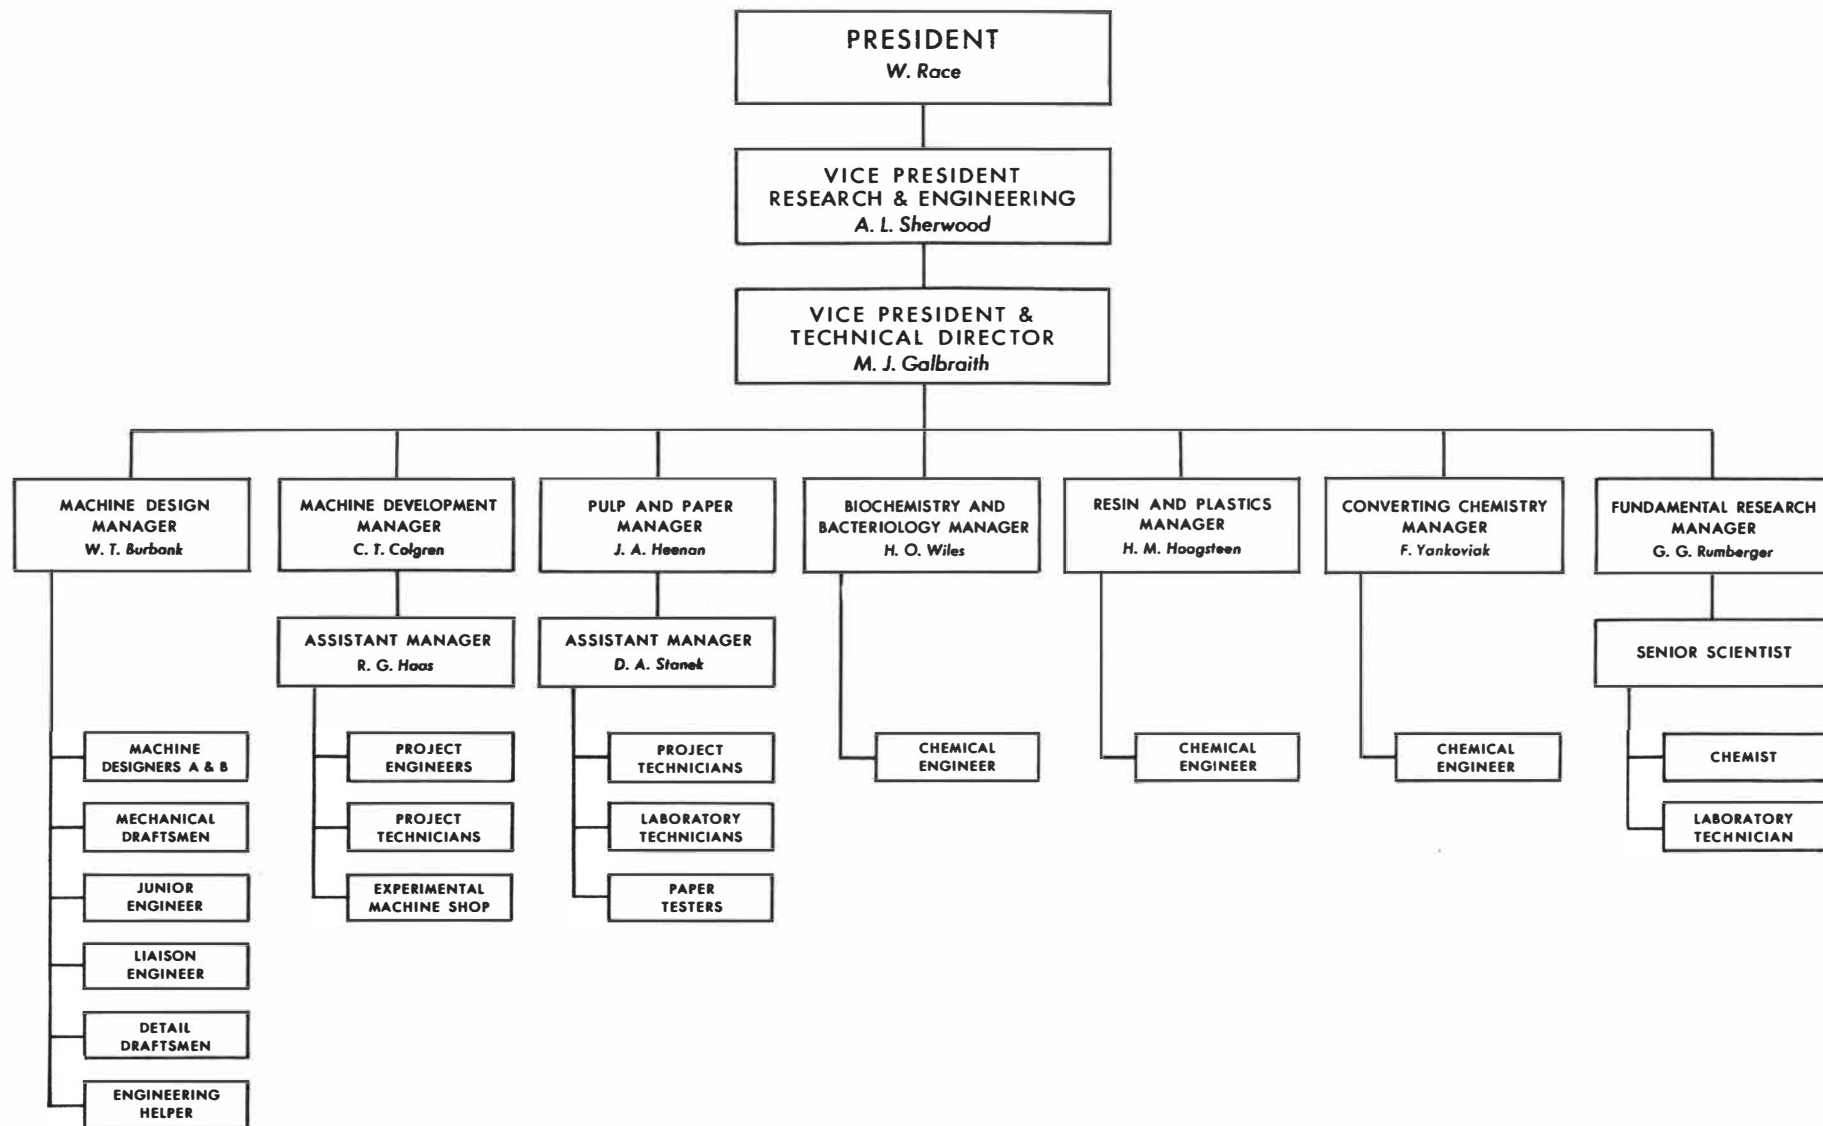 PRESIDENT
W. Race
VICE PRESIDENT
RESEARCH & ENGINEERING
A. L. Sherwood
VICE PRESIDENT &
TECHNICAL DIRECTOR
M. J. Galbraith
MACHINE DESIGN
MANAGER
W. T. Burbank
MACHINE DEVELOPMENT
MANAGER
C. T. Colgren
PULP AND PAPER
MANAGER
J. A. Heenan
BIOCHEMISTRY AND
BACTERIOLOGY MANAGER
H. O. Wiles
RESIN AND PLASTICS
MANAGER
H. M. Hoogsteen
CONVERTING CHEMISTRY
MANAGER
F. Yankoviak
FUNDAMENTAL RESEARCH
MANAGER
G. G. Rumberger
ASSISTANT MANAGER
R. G. Haas
ASSISTANT MANAGER
D. A. Stanek
SENIOR SCIENTIST
MACHINE
DESIGNERS A & B
MECHANICAL
DRAFTSMEN
JUNIOR
ENGINEER
LIAISON
ENGINEER
DETAIL
DRAFTSMEN
ENGINEERING
HELPER
PROJECT
ENGINEERS
PROJECT
TECHNICIANS
EXPERIMENTAL
MACHINE SHOP
PROJECT
TECHNICIANS
LABORATORY
TECHNICIANS
PAPER
TESTERS
CHEMICAL
ENGINEER
CHEMICAL
ENGINEER
CHEMICAL
ENGINEER
CHEMIST
LABORATORY
TECHNICIAN